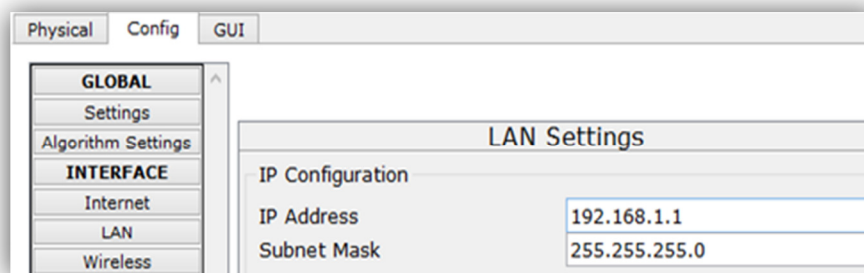 Physical Config GUI
GLOBAL
Settings
Algorithm Settings
INTERFACE
Internet
LAN
Wireless
LAN Settings
IP Configuration
IP Address 192.168.1.1
Subnet Mask 255.255.255.0